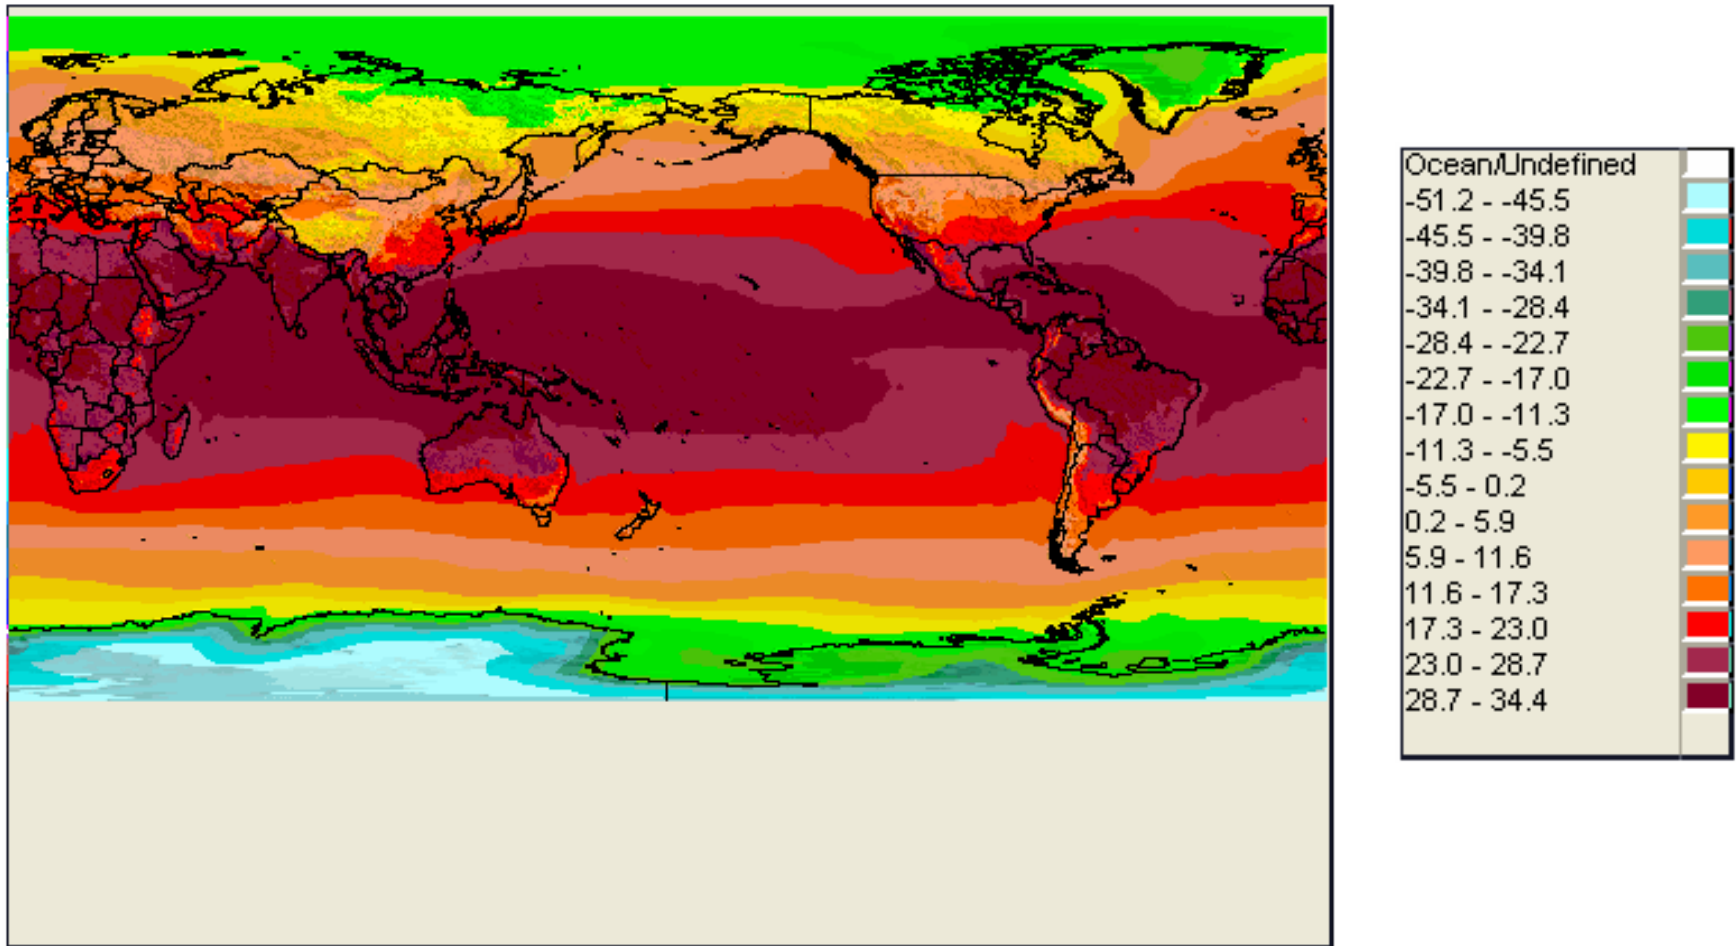 Ocean/Undefined
-51.2 - -45.5
-45.5 - -39.8
-39.8 - -34.1
-34.1 - -28.4
-28.4 - -22.7
-22.7 - -17.0
-17.0 - -11.3
-11.3 - -5.5
-5.5 - 0.2
0.2 - 5.9
5.9 - 11.6
11.6 - 17.3
17.3 - 23.0
23.0 - 28.7
28.7 - 34.4